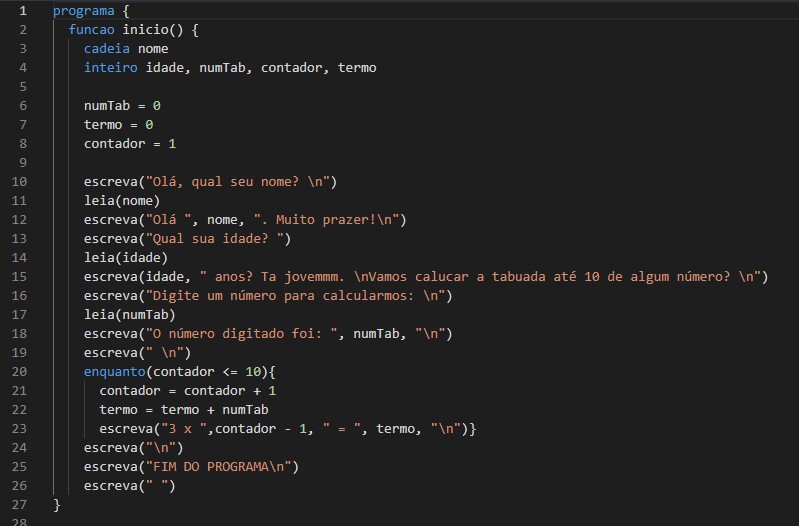 1 programa {
2 funcao inicio() {
3 cadeia nome
4 inteiro idade, numTab, contador, termo
5
6 numTab = 0
7 termo = 0
8 contador = 1
9
10 escreva("Olá, qual seu nome? \n")
11 leia(nome)
12 escreva("Olá ", nome, ". Muito prazer!\n")
13 escreva("Qual sua idade? ")
14 leia(idade)
15 escreva(idade, " anos? Ta jovemmm. \nVamos calucar a tabuada até 10 de algum número? \n")
16 escreva("Digite um número para calcularmos: \n")
17 leia(numTab)
18 escreva("O número digitado foi: ", numTab, "\n")
19 escreva(" \n")
20 enquanto(contador <= 10){
21 contador = contador + 1
22 termo = termo + numTab
23 escreva("3 x ",contador - 1, " = ", termo, "\n")}
24 escreva("\n")
25 escreva("FIM DO PROGRAMA\n")
26 escreva(" ")
27 }
28